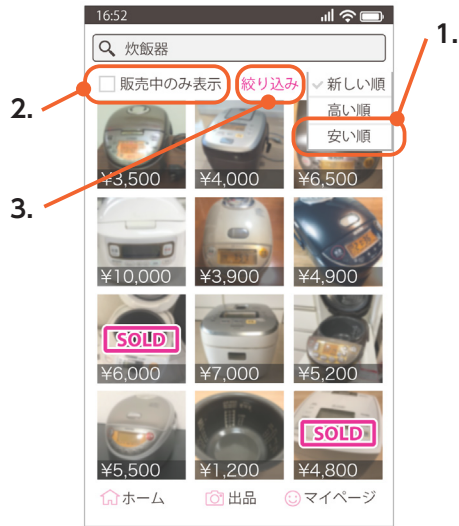 16:52
炊飯器
1.
2.
販売中のみ表示
絞り込み
新しい順
高い順
安い順
3.
¥3,500
¥4,000
¥6,500
¥10,000
¥3,900
¥4,900
SOLD
¥6,000
¥7,000
¥5,200
SOLD
¥5,500
¥1,200
¥4,800
ホーム
出品
マイページ